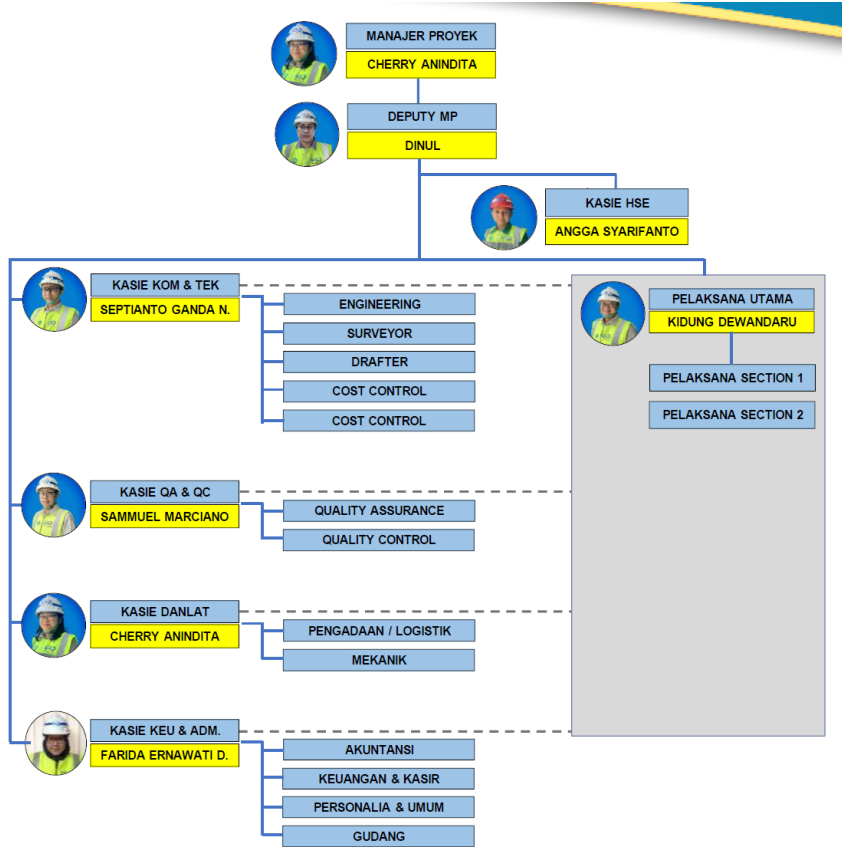 MANAJER PROYEK
CHERRY ANINDITA
DEPUTY MP
DINUL
KASIE HSE
ANGGA SYARIFANTO
KASIE KOM & TEK
SEPTIANTO GANDA N.
ENGINEERING
SURVEYOR
DRAFTER
COST CONTROL
COST CONTROL
PELAKSANA UTAMA
KIDUNG DEWANDARU
PELAKSANA SECTION 1
PELAKSANA SECTION 2
KASIE QA & QC
SAMMUEL MARCIANO
QUALITY ASSURANCE
QUALITY CONTROL
KASIE DANLAT
CHERRY ANINDITA
PENGADAAN / LOGISTIK
MEKANIK
KASIE KEU & ADM.
FARIDA ERNAWATI D.
AKUNTANSI
KEUANGAN & KASIR
PERSONALIA & UMUM
GUDANG